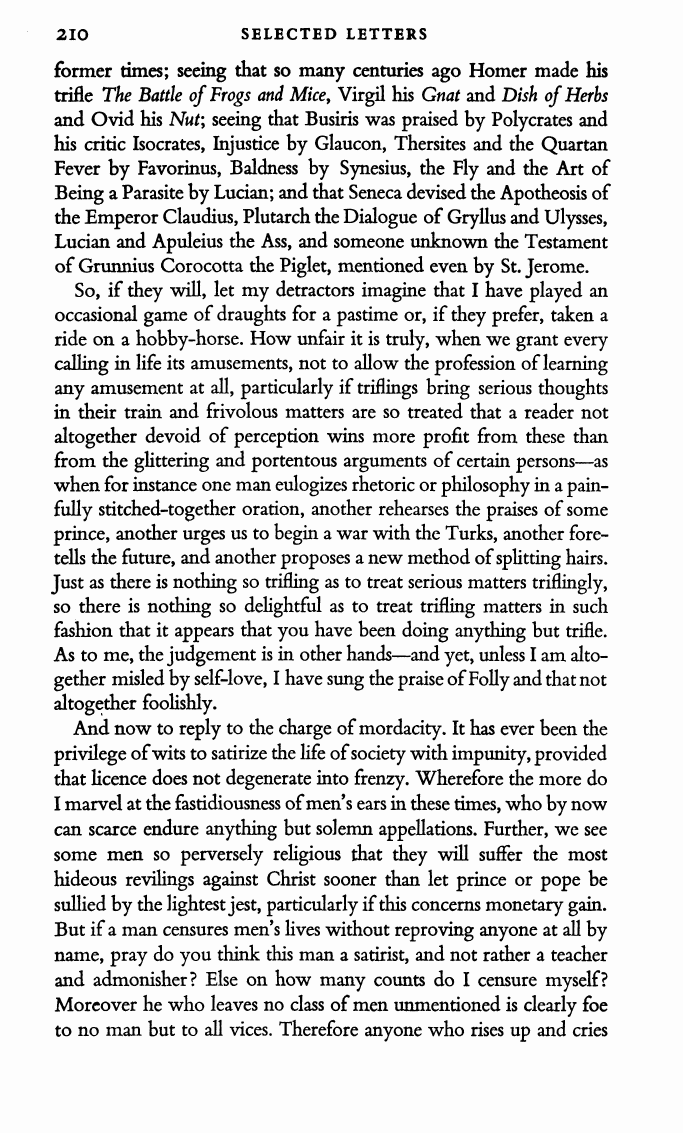 210 SELECTED LETTERS
former times; seeing that so many centuries ago Homer made his
trifle The Battle of Frogs and Mice, Virgil his Gnat and Dish of Herbs
and Ovid his Nut; seeing that Busiris was praised by Polycrates and
his critic Isocrates, Injustice by Glaucon, Thersites and the Quartan
Fever by Favorinus, Baldness by Synesius, the Fly and the Art of
Being a Parasite by Lucian; and that Seneca devised the Apotheosis of
the Emperor Claudius, Plutarch the Dialogue of Gryllus and Ulysses,
Lucian and Apuleius the Ass, and someone unknown the Testament
of Grunnius Corocotta the Piglet, mentioned even by St. Jerome.
So, if they will, let my detractors imagine that I have played an
occasional game of draughts for a pastime or, if they prefer, taken a
ride on a hobby-horse. How unfair it is truly, when we grant every
calling in life its amusements, not to allow the profession of learning
any amusement at all, particularly if triflings bring serious thoughts
in their train and frivolous matters are so treated that a reader not
altogether devoid of perception wins more profit from these than
from the glittering and portentous arguments of certain persons—as
when for instance one man eulogizes rhetoric or philosophy in a pain-
fully stitched-together oration, another rehearses the praises of some
prince, another urges us to begin a war with the Turks, another fore-
tells the future, and another proposes a new method of splitting hairs.
Just as there is nothing so trifling as to treat serious matters triflingly,
so there is nothing so delightful as to treat trifling matters in such
fashion that it appears that you have been doing anything but trifle.
As to me, the judgement is in other hands—and yet, unless I am alto-
gether misled by self-love, I have sung the praise of Folly and that not
altogether foolishly.
And now to reply to the charge of mordacity. It has ever been the
privilege of wits to satirize the life of society with impunity, provided
that licence does not degenerate into frenzy. Wherefore the more do
I marvel at the fastidiousness of men's ears in these times, who by now
can scarce endure anything but solemn appellations. Further, we see
some men so perversely religious that they will suffer the most
hideous revilings against Christ sooner than let prince or pope be
sullied by the lightest jest, particularly if this concerns monetary gain.
But if a man censures men's lives without reproving anyone at all by
name, pray do you think this man a satirist, and not rather a teacher
and admonisher? Else on how many counts do I censure myself?
Moreover he who leaves no class of men unmentioned is clearly foe
to no man but to all vices. Therefore anyone who rises up and cries